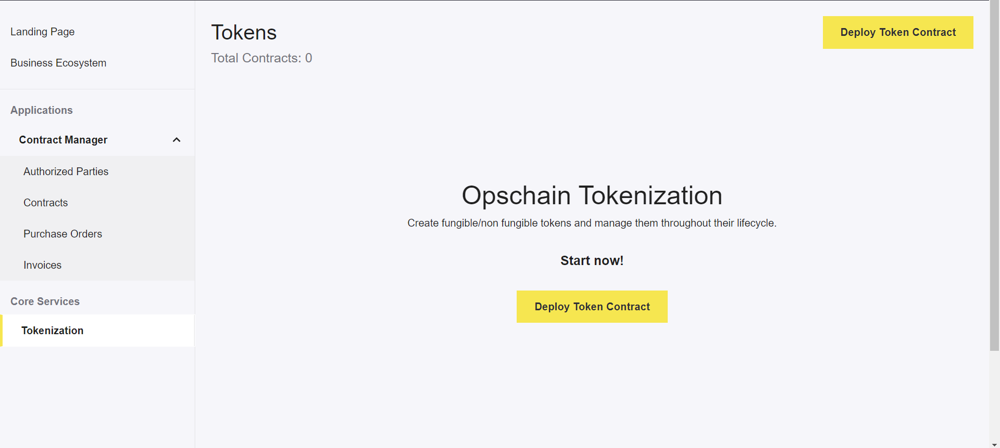 Landing Page
Business Ecosystem
Applications
Contract Manager
Authorized Parties
Contracts
Purchase Orders
Invoices
Core Services
Tokenization
Tokens
Total Contracts: 0
Deploy Token Contract
Opschain Tokenization
Create fungible/non fungible tokens and manage them throughout their lifecycle.
Start now!
Deploy Token Contract